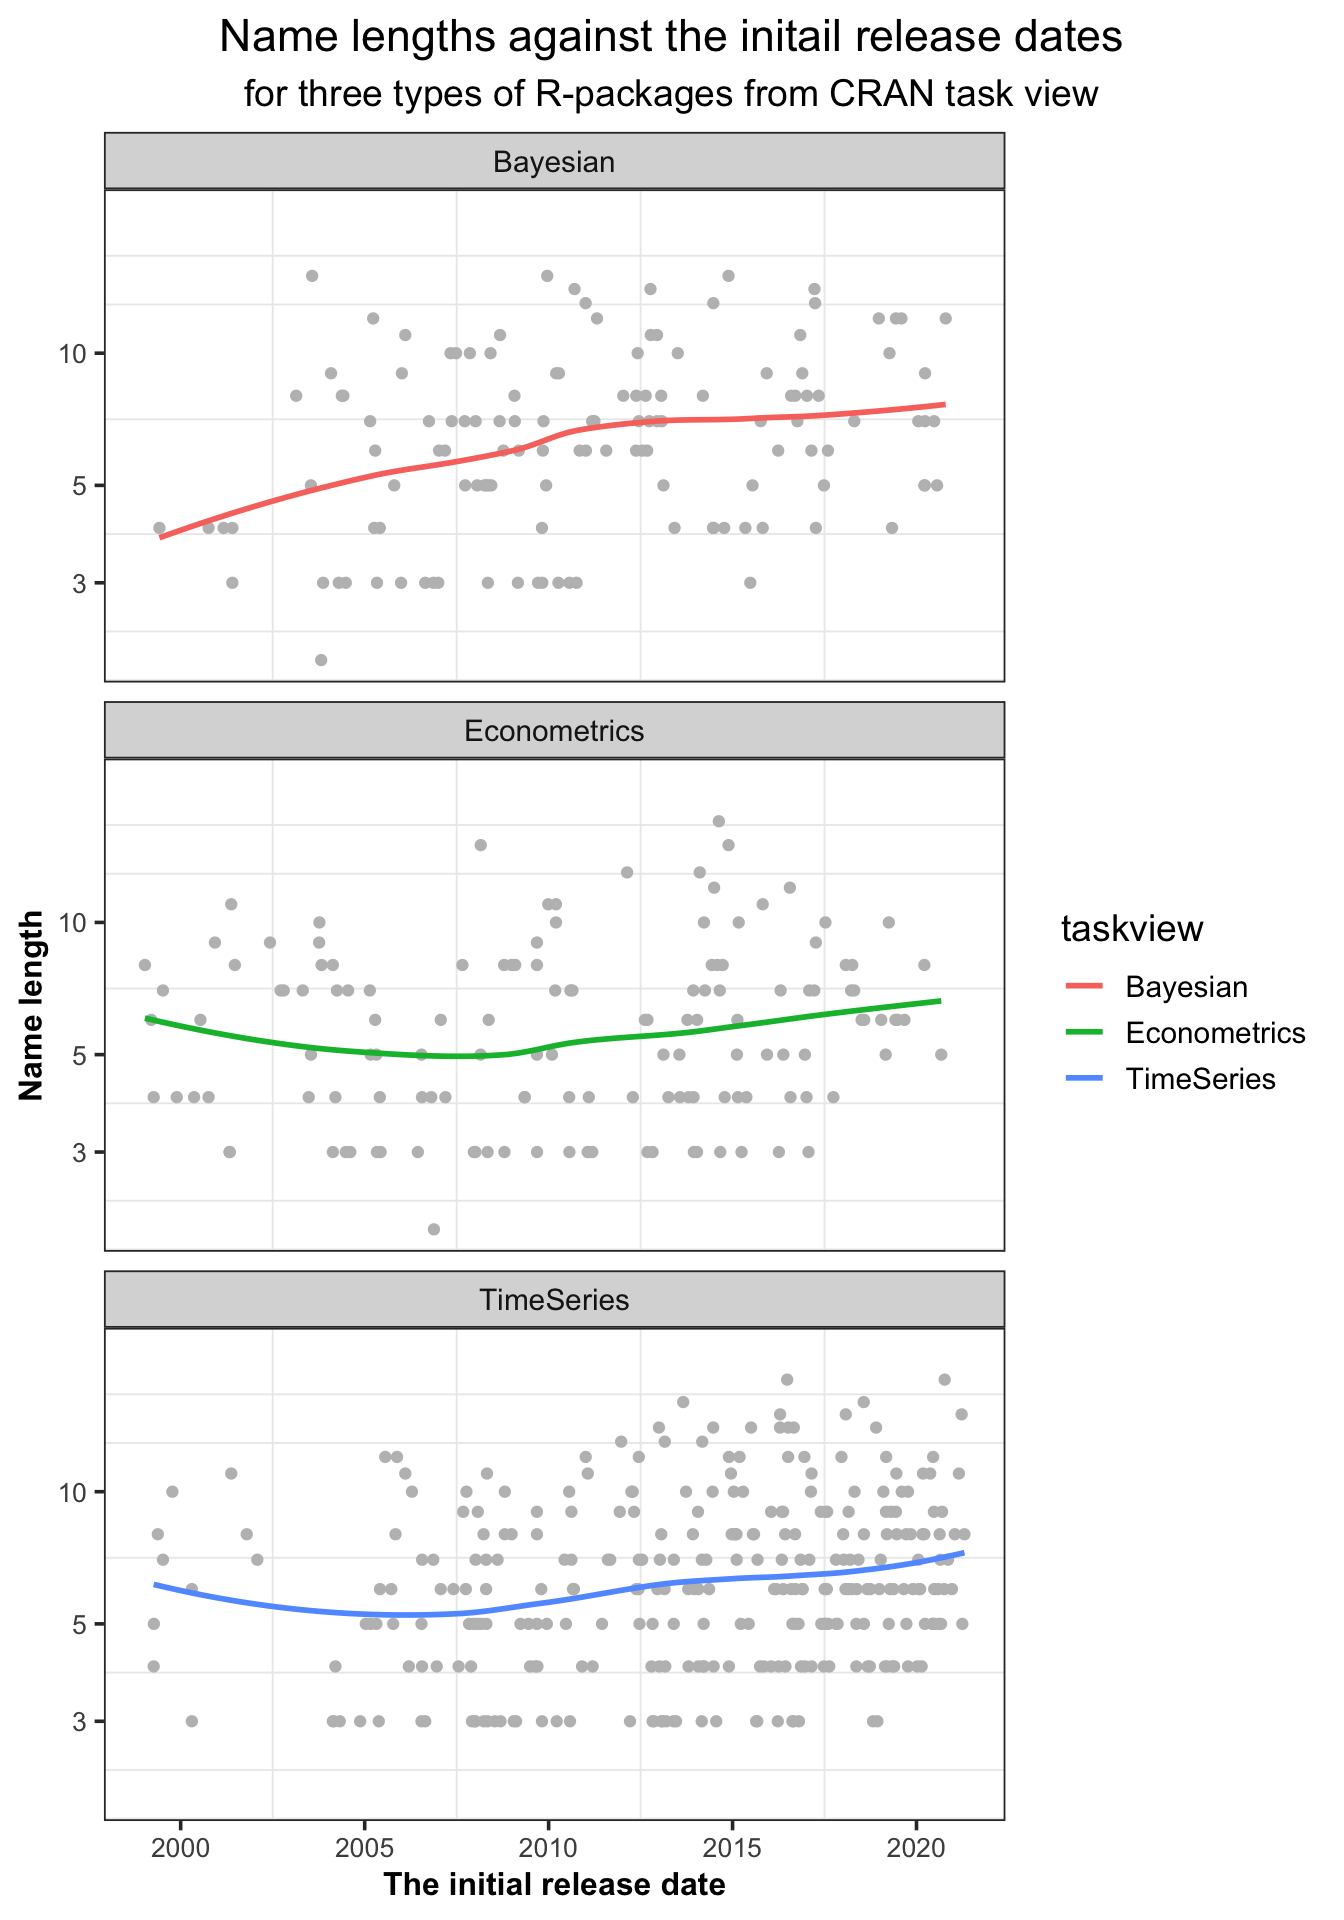 Name lengths against the initail release dates
for three types of R-packages from CRAN task view
Bayesian
10
5
3
Econometrics
10
5
3
Name length
TimeSeries
10
5
3
2000 2005 2010 2015 2020
The initial release date
taskview
Bayesian
Econometrics
TimeSeries